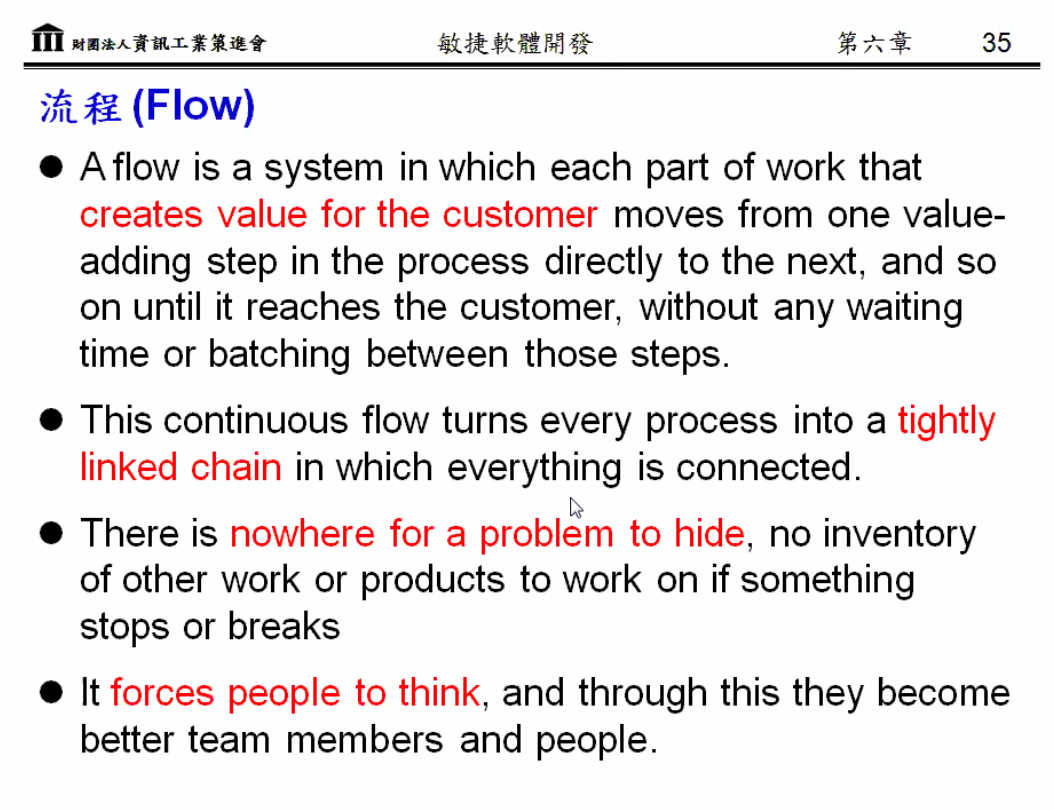 財團法人資訊工業策進會 敏捷軟體開發 第六章 35
流程 (Flow)
● A flow is a system in which each part of work that
creates value for the customer moves from one value-
adding step in the process directly to the next, and so
on until it reaches the customer, without any waiting
time or batching between those steps.
● This continuous flow turns every process into a tightly
linked chain in which everything is connected.
● There is nowhere for a problem to hide, no inventory
of other work or products to work on if something
stops or breaks
● It forces people to think, and through this they become
better team members and people.